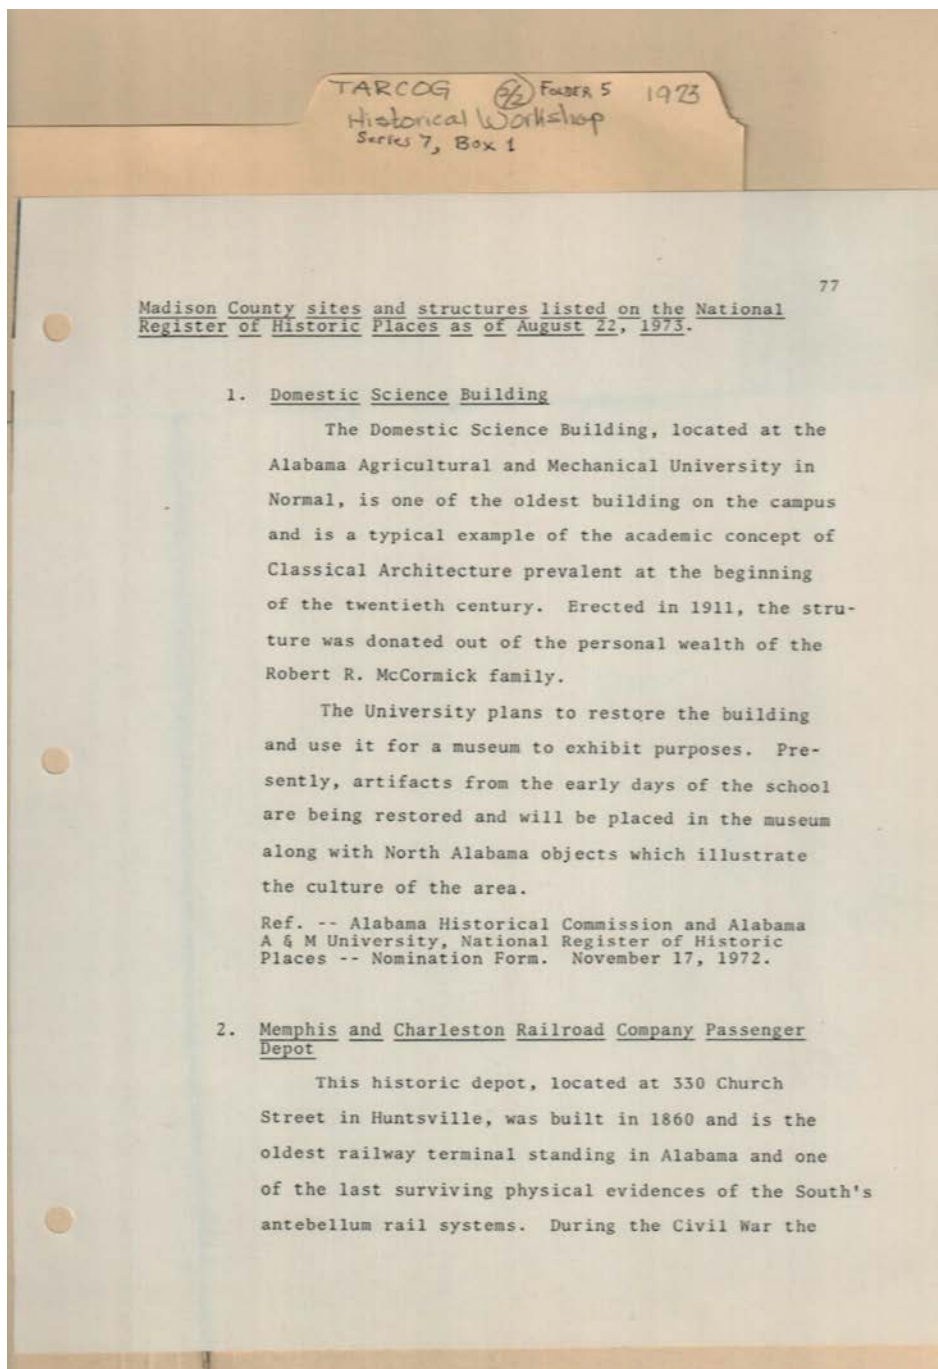 TARCOG 2/2 FOLDER 5 1973
Historical Workshop
Series 7, Box 1
77
Madison County sites and structures listed on the National
Register of Historic Places as of August 22, 1973.
1. Domestic Science Building
The Domestic Science Building, located at the
Alabama Agricultural and Mechanical University in
Normal, is one of the oldest building on the campus
and is a typical example of the academic concept of
Classical Architecture prevalent at the beginning
of the twentieth century. Erected in 1911, the stru-
ture was donated out of the personal wealth of the
Robert R. McCormick family.
The University plans to restore the building
and use it for a museum to exhibit purposes. Pre-
sently, artifacts from the early days of the school
are being restored and will be placed in the museum
along with North Alabama objects which illustrate
the culture of the area.
Ref. -- Alabama Historical Commission and Alabama
A & M University, National Register of Historic
Places -- Nomination Form. November 17, 1972.
2. Memphis and Charleston Railroad Company Passenger
Depot
This historic depot, located at 330 Church
Street in Huntsville, was built in 1860 and is the
oldest railway terminal standing in Alabama and one
of the last surviving physical evidences of the South's
antebellum rail systems. During the Civil War the